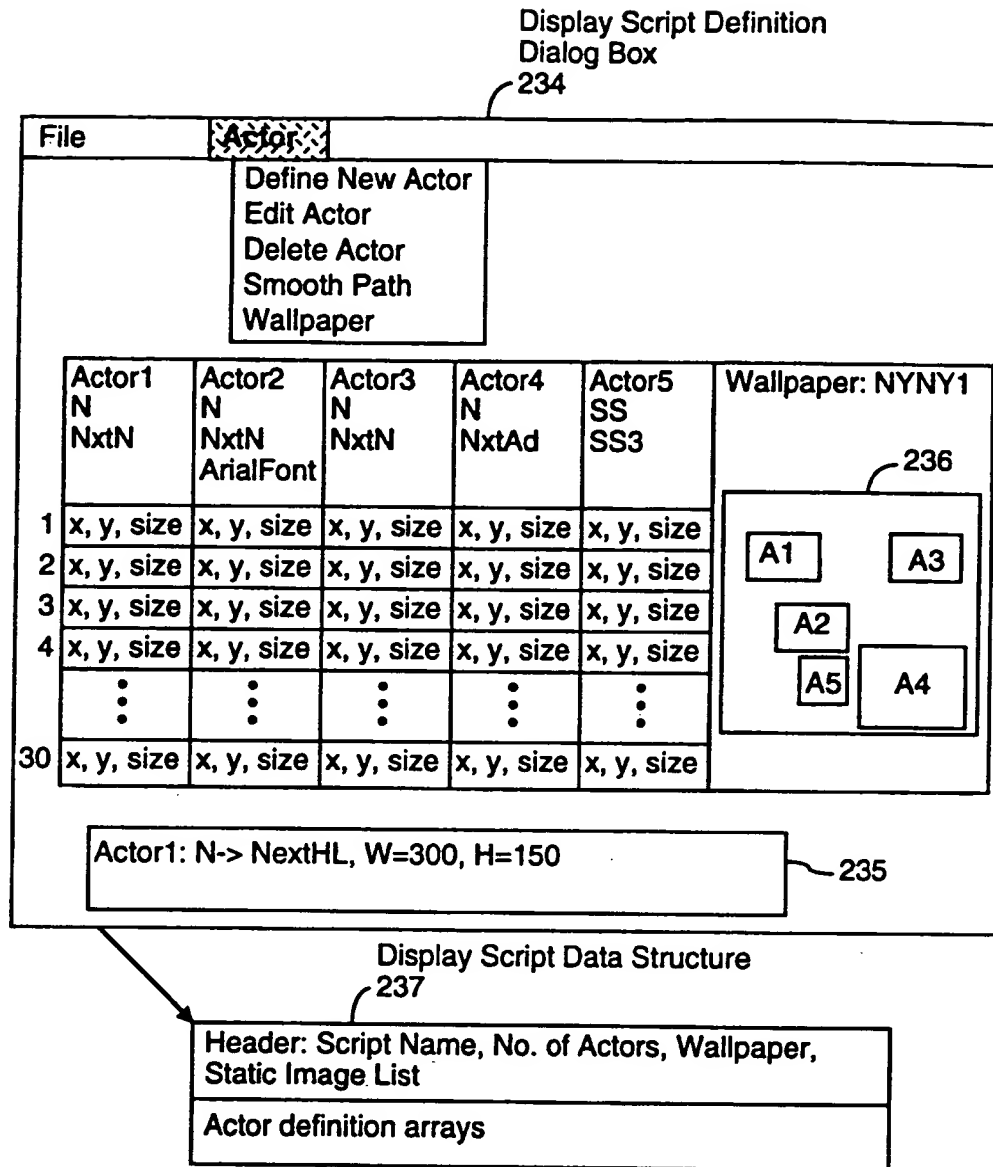 Display Script Definition
Dialog Box
234
File Actor
Define New Actor
Edit Actor
Delete Actor
Smooth Path
Wallpaper
Actor1 Actor2 Actor3 Actor4 Actor5 Wallpaper: NYNY1
N N N N SS
NxtN NxtN NxtN NxtAd SS3
ArialFont
236
1 x, y, size x, y, size x, y, size x, y, size x, y, size
2 x, y, size x, y, size x, y, size x, y, size x, y, size
3 x, y, size x, y, size x, y, size x, y, size x, y, size
4 x, y, size x, y, size x, y, size x, y, size x, y, size
30 x, y, size x, y, size x, y, size x, y, size x, y, size
A1 A3
A2
A5 A4
Actor1: N-> NextHL, W=300, H=150
235
Display Script Data Structure
237
Header: Script Name, No. of Actors, Wallpaper,
Static Image List
Actor definition arrays